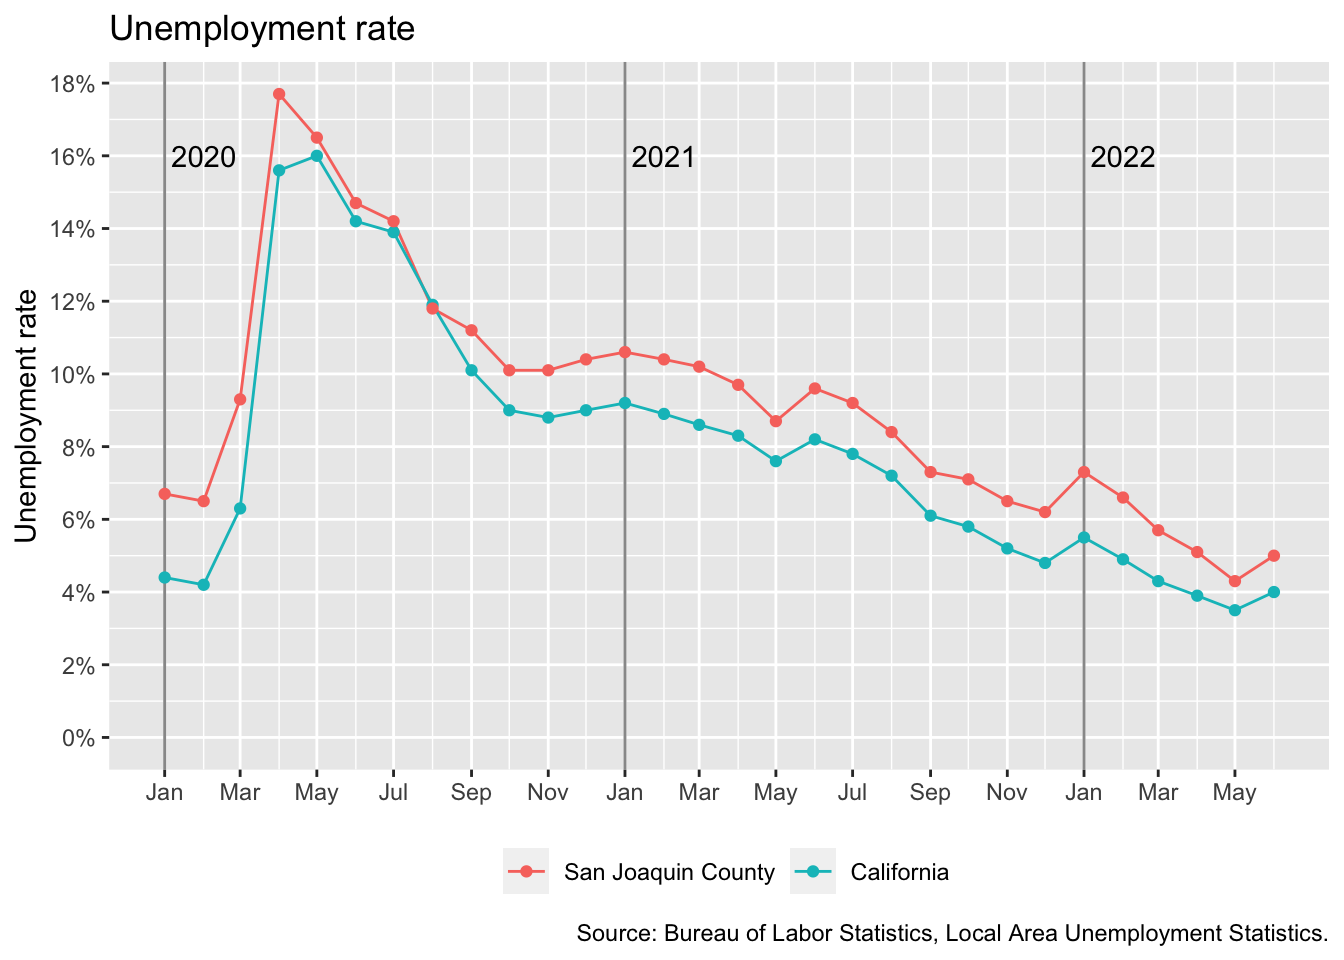 Unemployment rate
Unemployment rate
18%
16%
14%
12%
10%
8%
6%
4%
2%
0%
2020 2021 2022
Jan Mar May Jul Sep Nov Jan Mar May Jul Sep Nov Jan Mar May
San Joaquin County California
Source: Bureau of Labor Statistics, Local Area Unemployment Statistics.